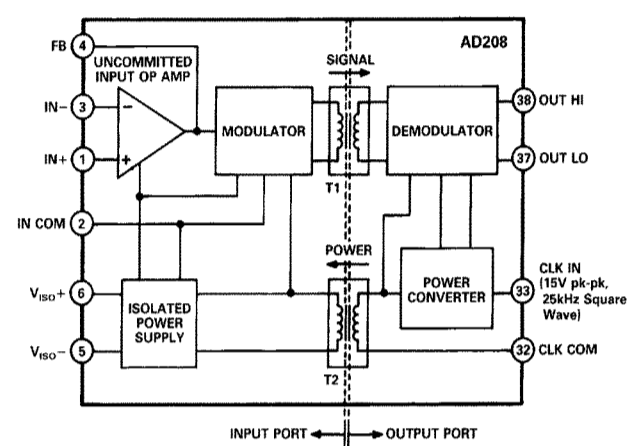 AD208
FB
4
UNCOMMITTED
INPUT OP AMP
SIGNAL
IN−
3
−
MODULATOR
DEMODULATOR
38
OUT HI
IN+
1
+
37
OUT LO
T1
IN COM
2
POWER
POWER
CONVERTER
CLK IN
(15V pk-pk,
25kHz Square
Wave)
33
VISO+
6
ISOLATED
POWER
SUPPLY
VISO−
5
32
CLK COM
T2
INPUT PORT
OUTPUT PORT